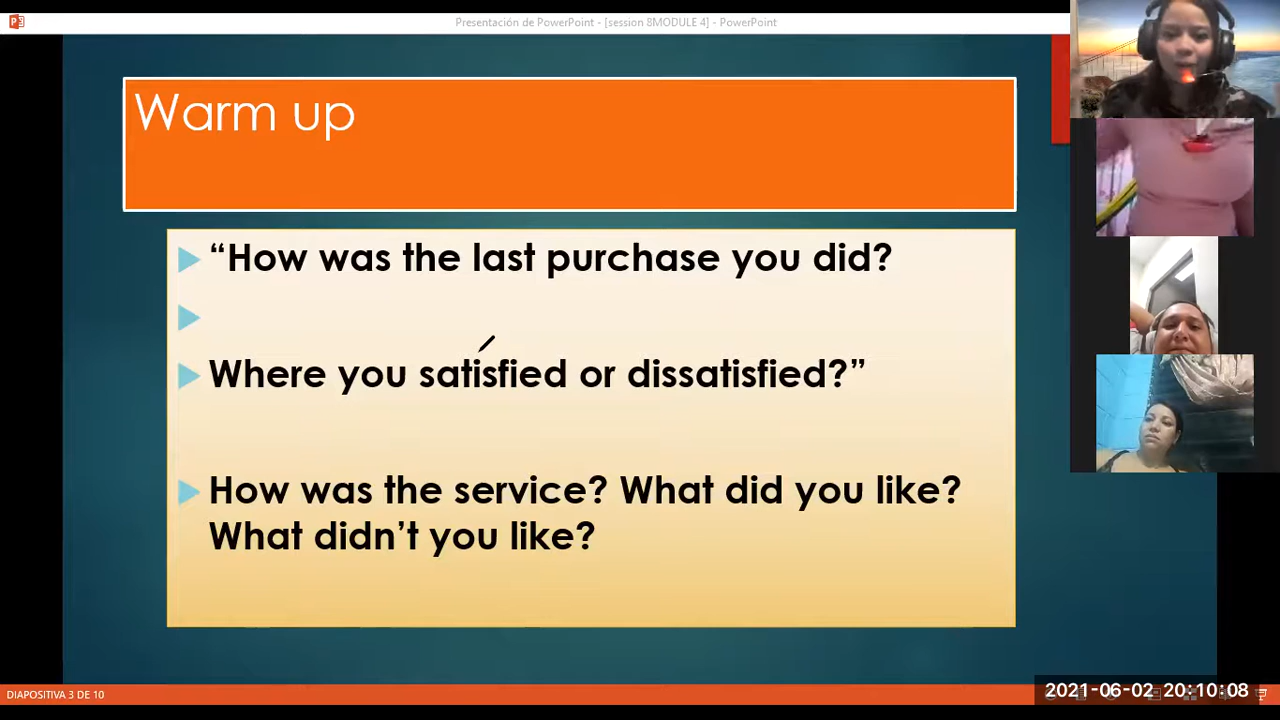 Presentación de PowerPoint - [session 8MODULE 4] - PowerPoint
Warm up
“How was the last purchase you did?
Where you satisfied or dissatisfied?”
How was the service? What did you like?
What didn’t you like?
DIAPOSITIVA 3 DE 10
2021-06-02 20:10:08